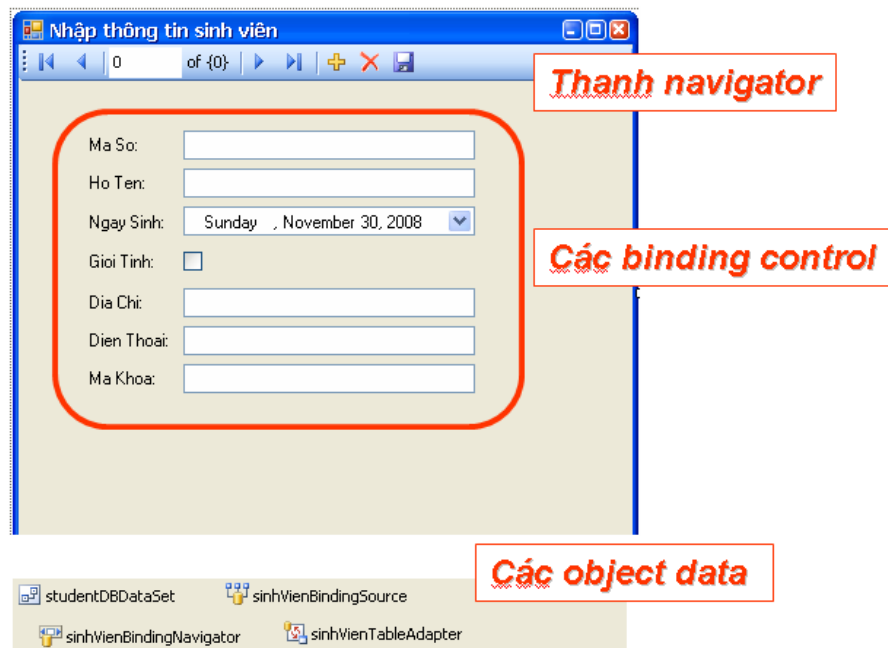 Nhập thông tin sinh viên
0 of {0}
Thanh navigator
Ma So:
Ho Ten:
Ngay Sinh: Sunday , November 30, 2008
Các binding control
Gioi Tinh:
Dia Chi:
Dien Thoai:
Ma Khoa:
Các object data
studentDBDataSet sinhVienBindingSource
sinhVienBindingNavigator sinhVienTableAdapter